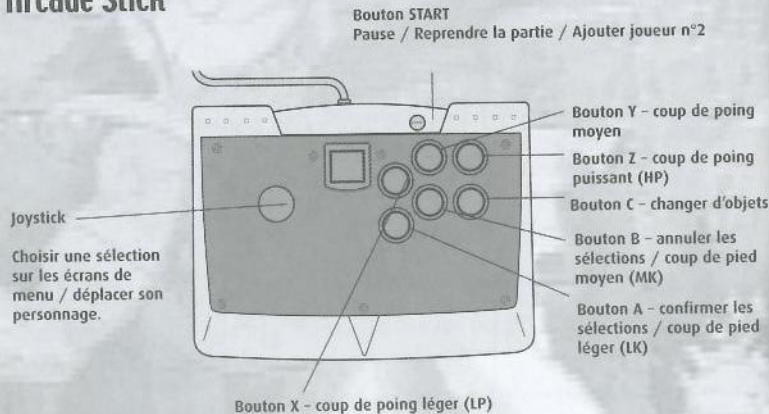 Arcade Stick
Bouton START
Pause / Reprendre la partie / Ajouter joueur n°2
Bouton Y – coup de poing
moyen
Bouton Z – coup de poing
puissant (HP)
Bouton C – changer d'objets
Bouton B – annuler les
sélections / coup de pied
moyen (MK)
Bouton A – confirmer les
sélections / coup de pied
léger (LK)
Joystick
Choisir une sélection
sur les écrans de
menu / déplacer son
personnage.
Bouton X – coup de poing léger (LP)